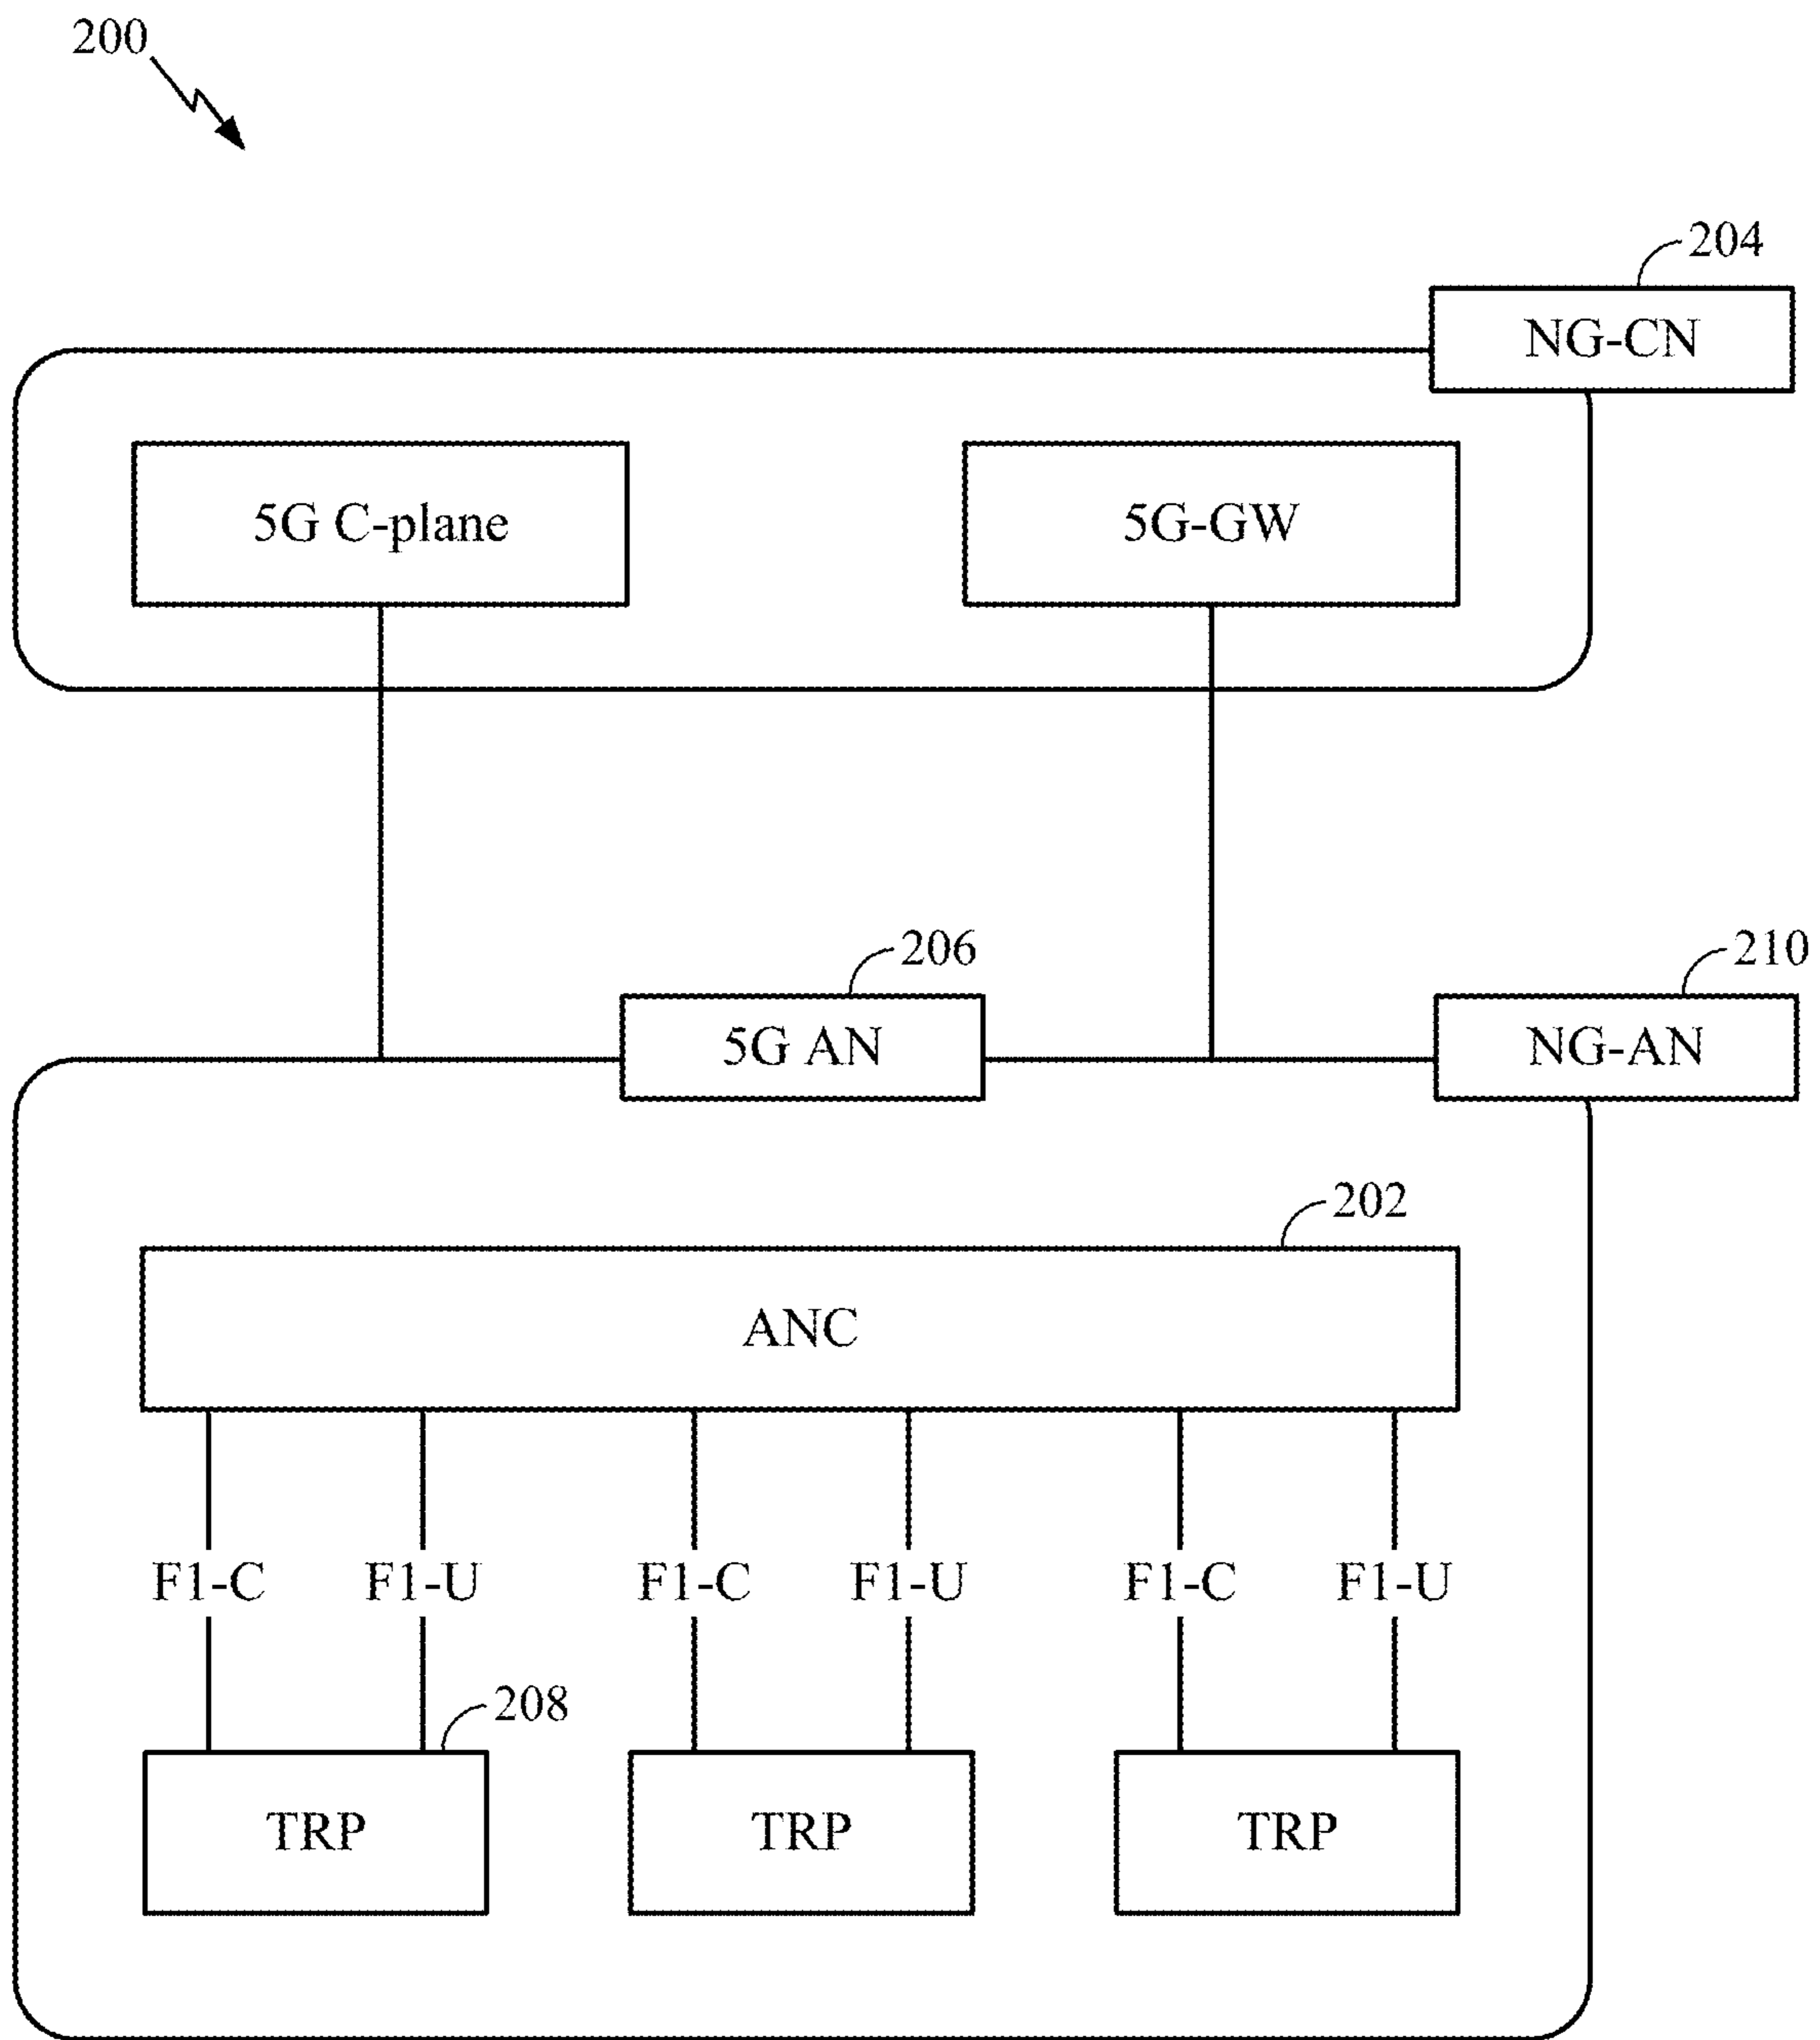 200
204
NG-CN
5G C-plane
5G-GW
206
210
5G AN
NG-AN
202
ANC
F1-C
F1-U
F1-C
F1-U
F1-C
F1-U
208
TRP
TRP
TRP